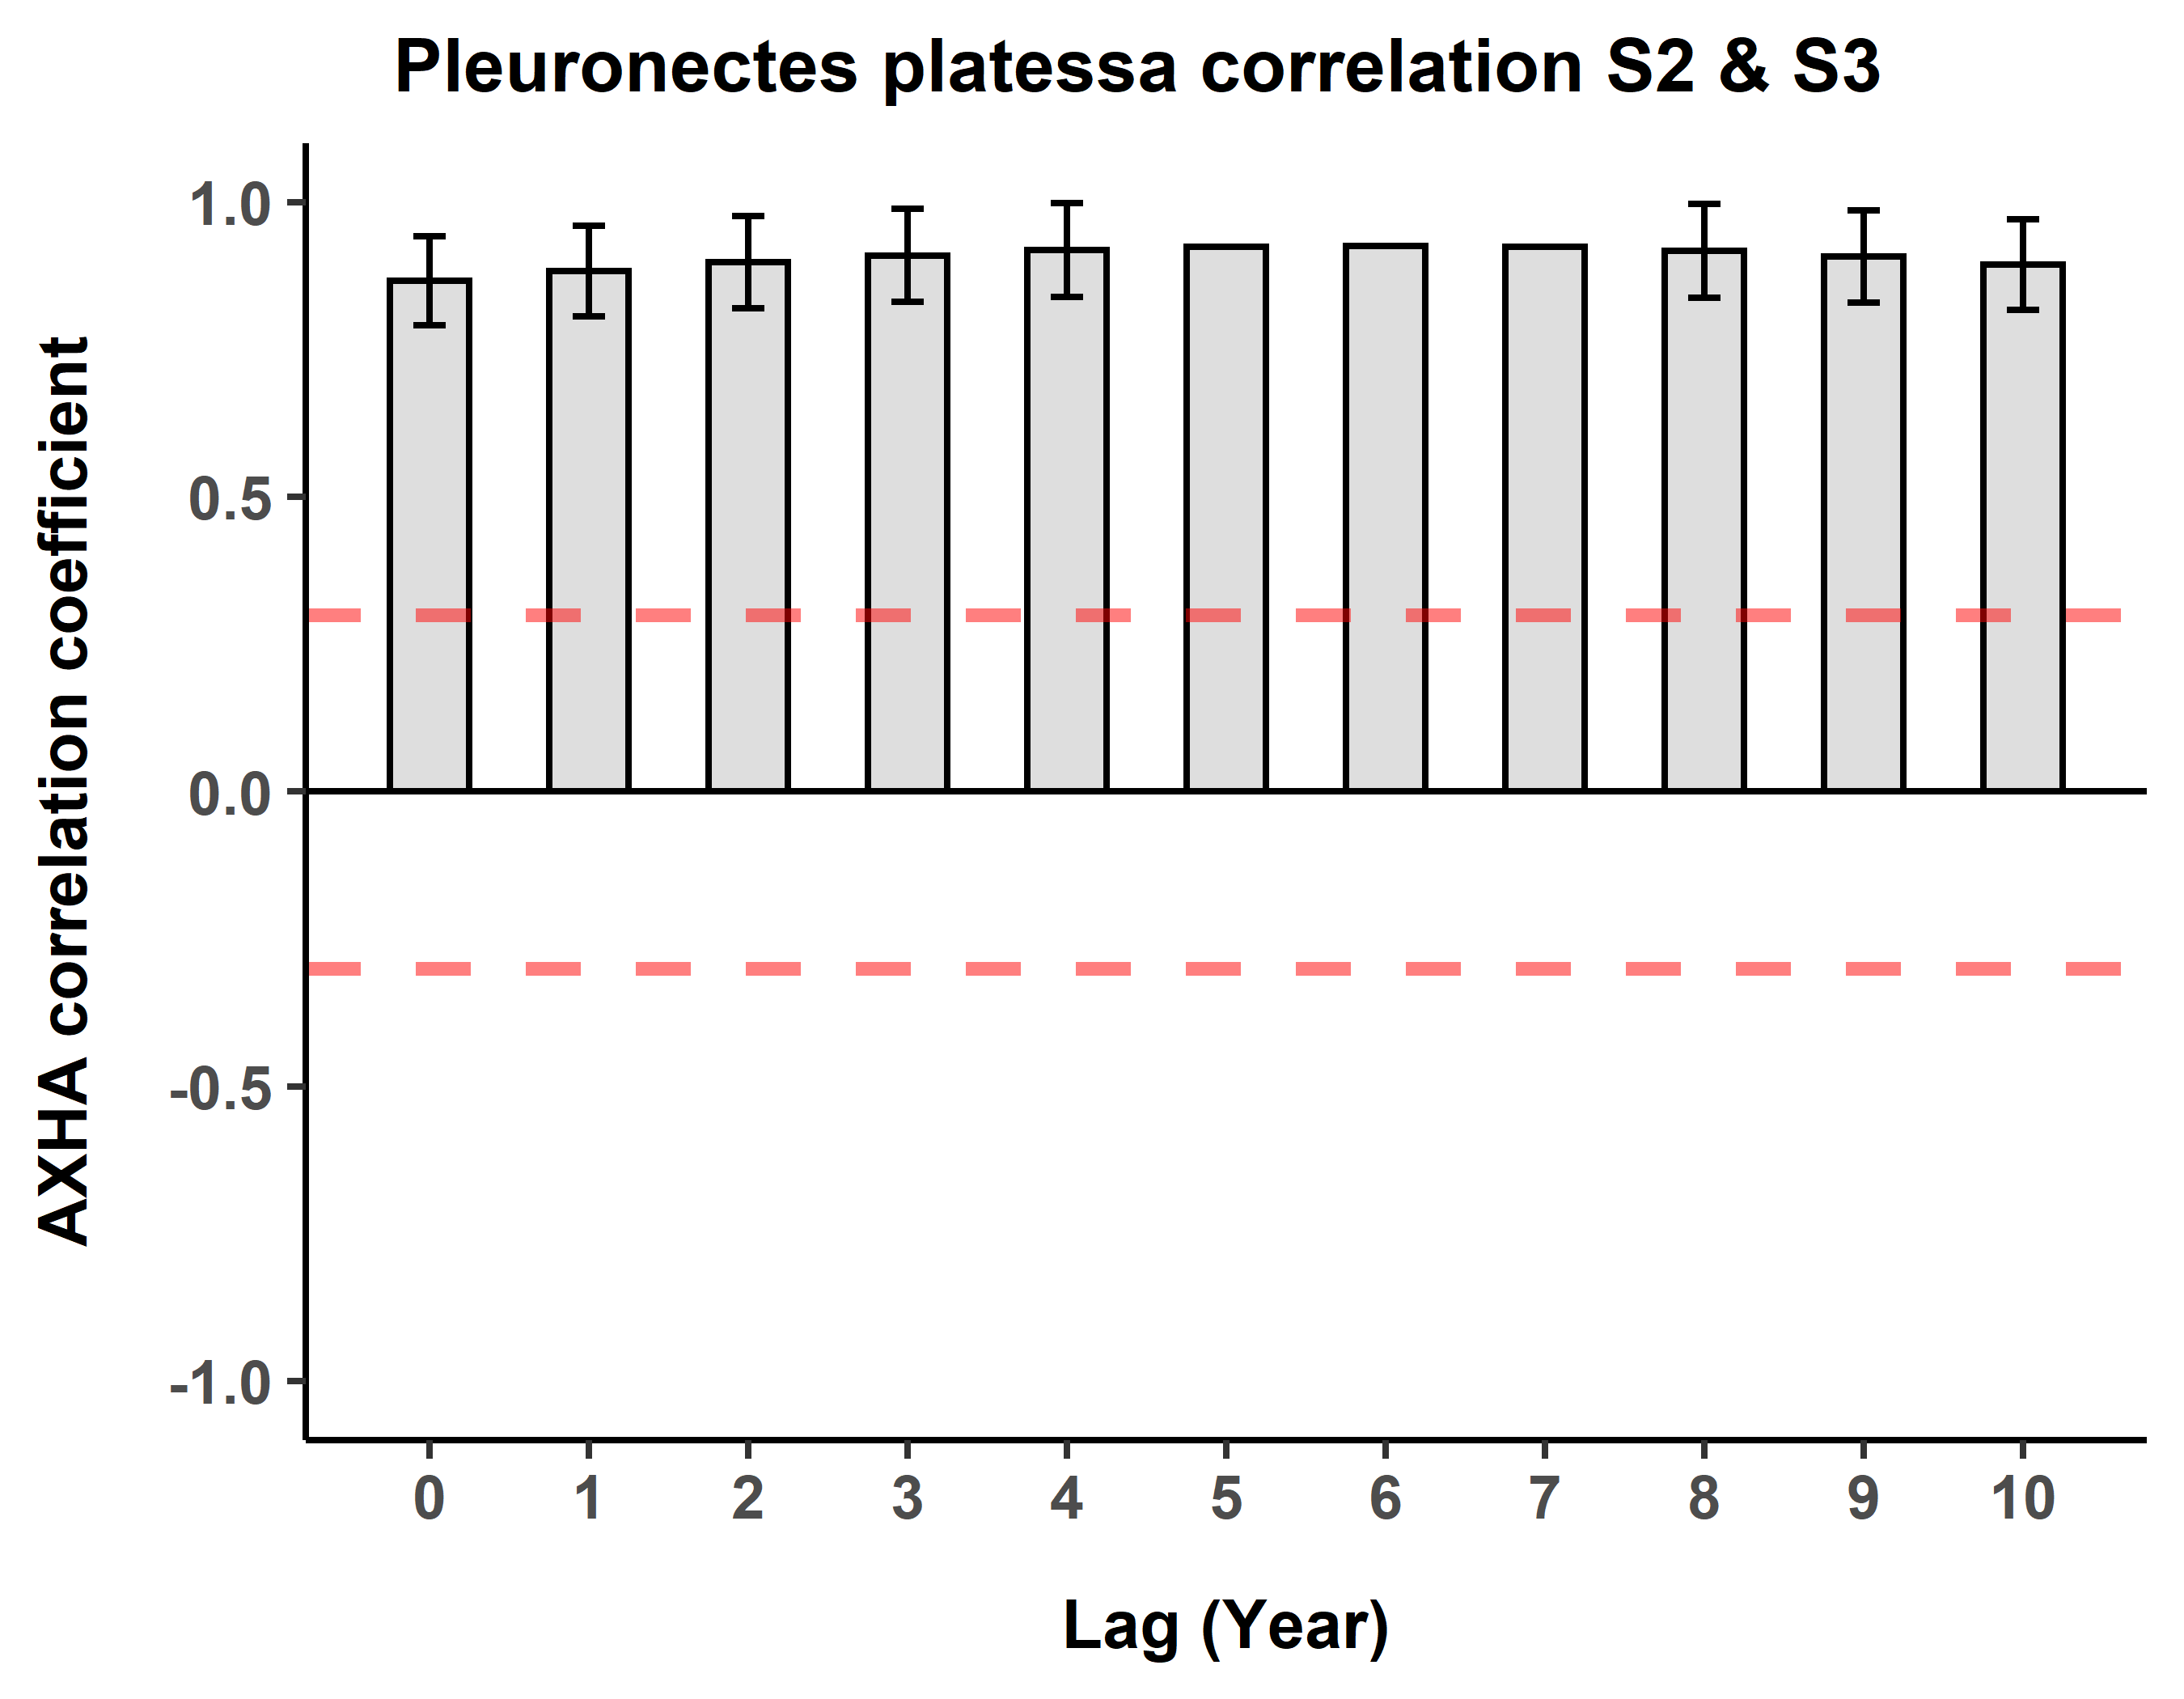 Pleuronectes platessa correlation S2 & S3
AXHA correlation coefficient
1.0
0.5
0.0
-0.5
-1.0
0 1 2 3 4 5 6 7 8 9 10
Lag (Year)